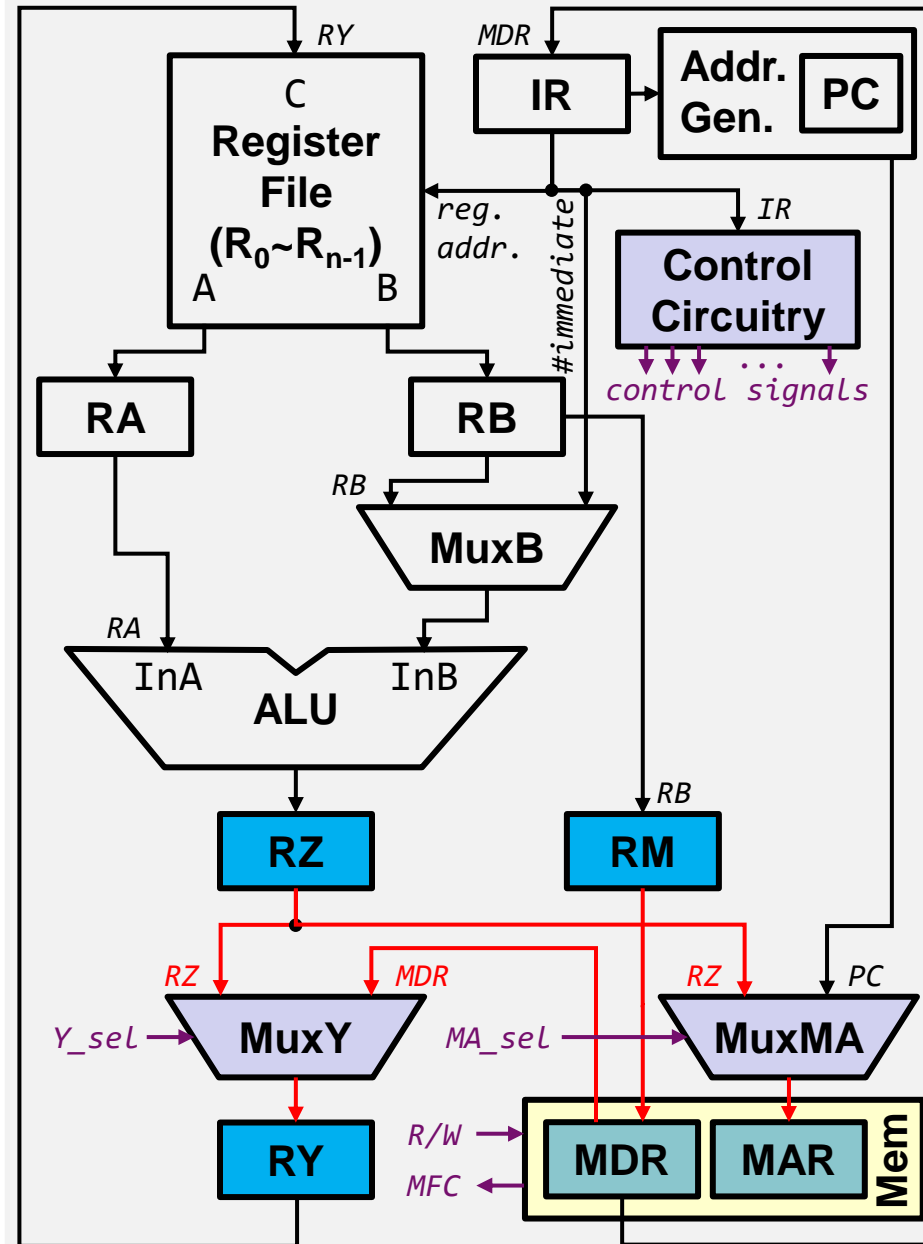 RY
MDR
IR
Addr.
Gen.
PC
C
Register
File
(R0~Rn-1)
A
B
reg.
addr.
#immediate
IR
Control
Circuitry
...
control signals
RA
RB
RB
MuxB
RA
InA
InB
ALU
RB
RZ
RM
RZ
MDR
RZ
PC
Y_sel
MuxY
MA_sel
MuxMA
R/W
MFC
RY
MDR
MAR
Mem